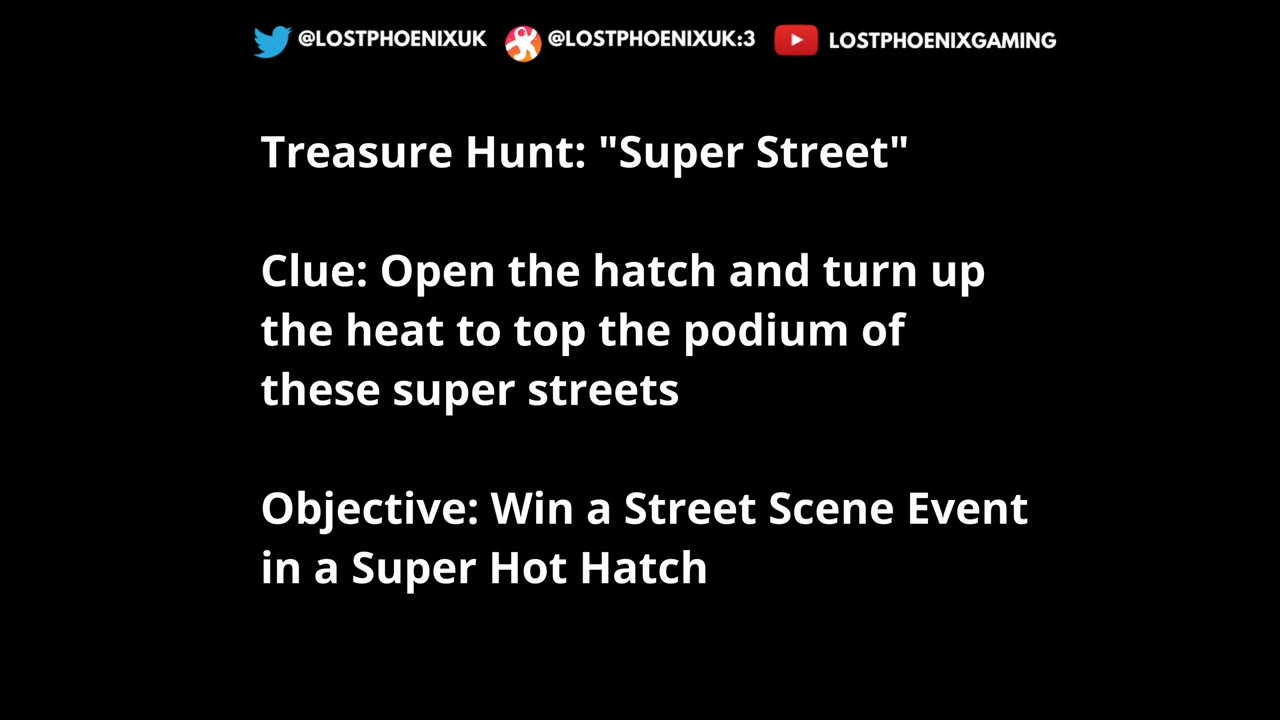 @LOSTPHOENIXUK @LOSTPHOENIXUK:3 LOSTPHOENIXGAMING
Treasure Hunt: "Super Street"
Clue: Open the hatch and turn up
the heat to top the podium of
these super streets
Objective: Win a Street Scene Event
in a Super Hot Hatch